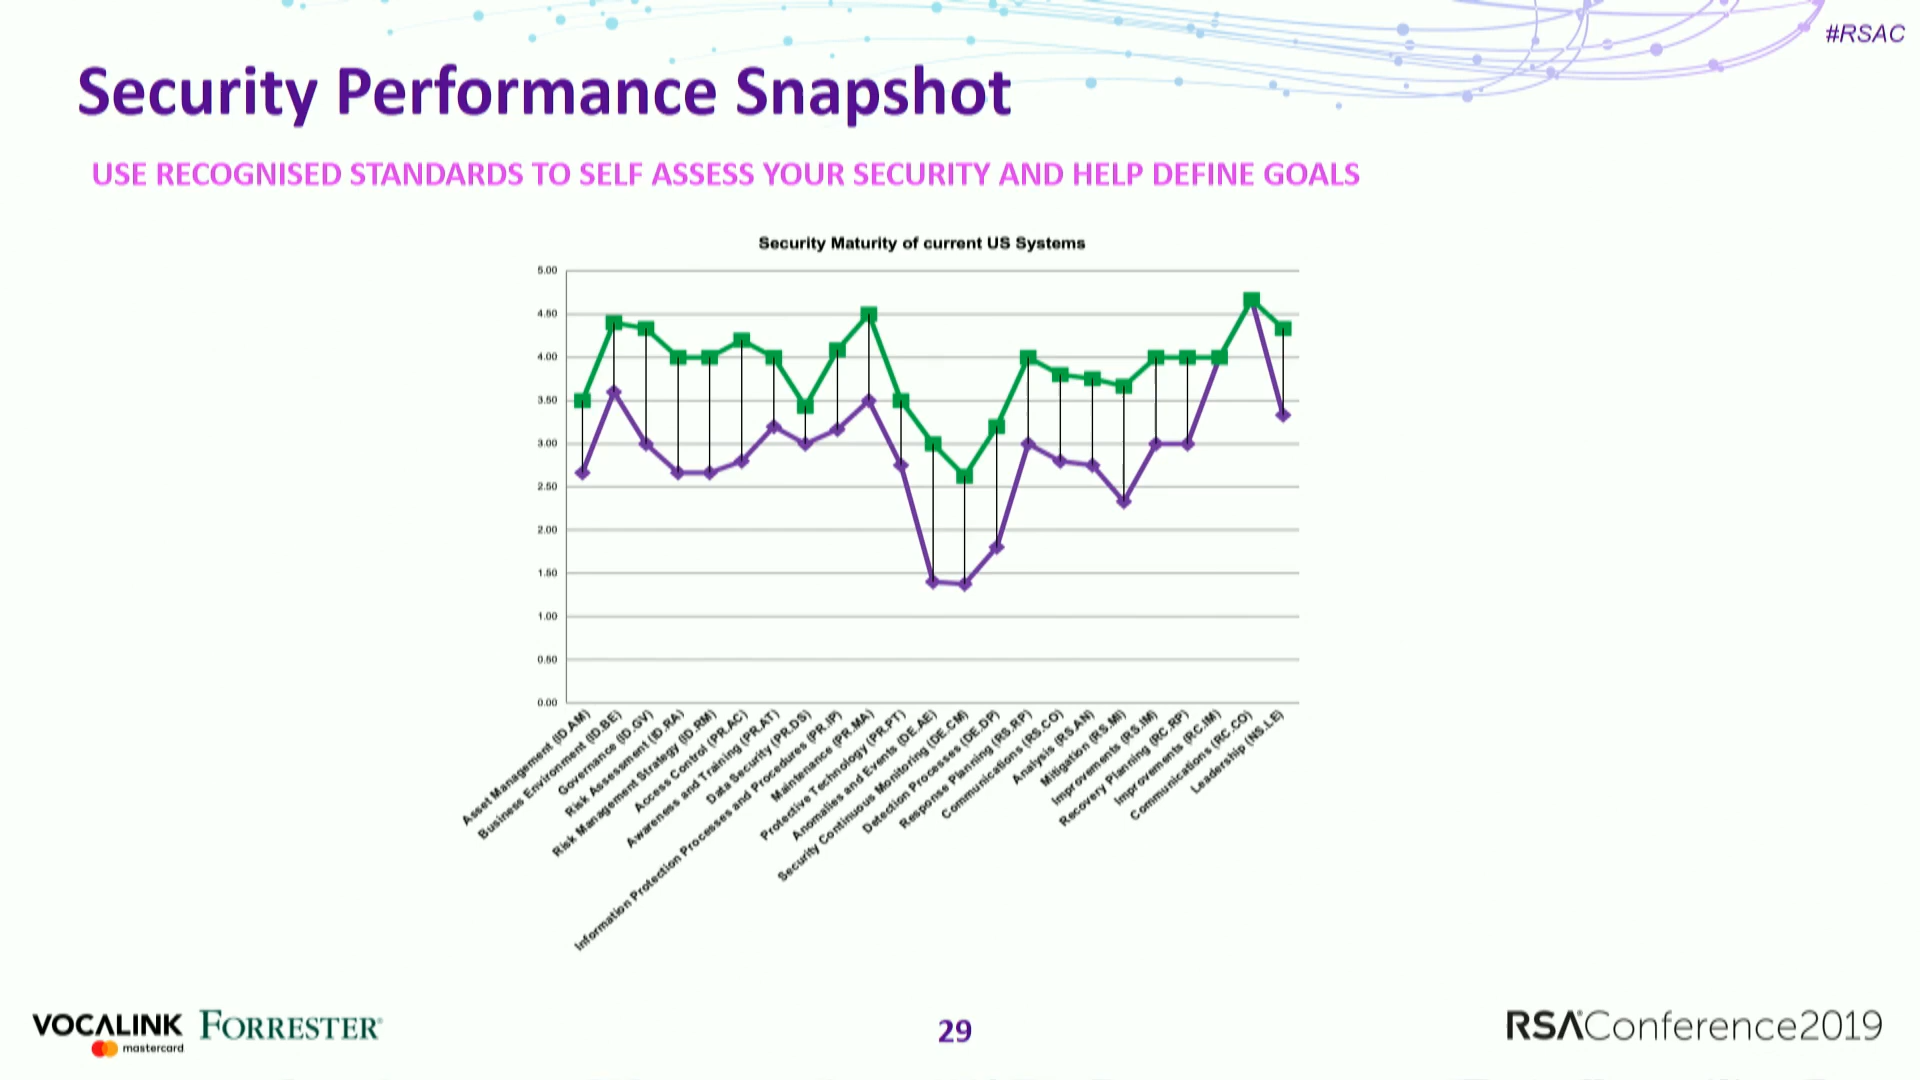 #RSAC
Security Performance Snapshot
USE RECOGNISED STANDARDS TO SELF ASSESS YOUR SECURITY AND HELP DEFINE GOALS
Security Maturity of current US Systems
5.00
4.50
4.00
3.50
3.00
2.50
2.00
1.50
1.00
0.50
0.00
Asset Management (ID.AM)
Business Environment (ID.BE)
Governance (ID.GV)
Risk Assessment (ID.RA)
Risk Management Strategy (ID.RM)
Access Control (PR.AC)
Awareness and Training (PR.AT)
Data Security (PR.DS)
Information Protection Processes and Procedures (PR.IP)
Maintenance (PR.MA)
Protective Technology (PR.PT)
Anomalies and Events (DE.AE)
Security Continuous Monitoring (DE.CM)
Detection Processes (DE.DP)
Response Planning (RS.RP)
Communications (RS.CO)
Analysis (RS.AN)
Mitigation (RS.MI)
Improvements (RS.IM)
Recovery Planning (RC.RP)
Improvements (RC.IM)
Communications (RC.CO)
Leadership (NS.LE)
VOCALINK
mastercard
FORRESTER
29
RSAConference2019